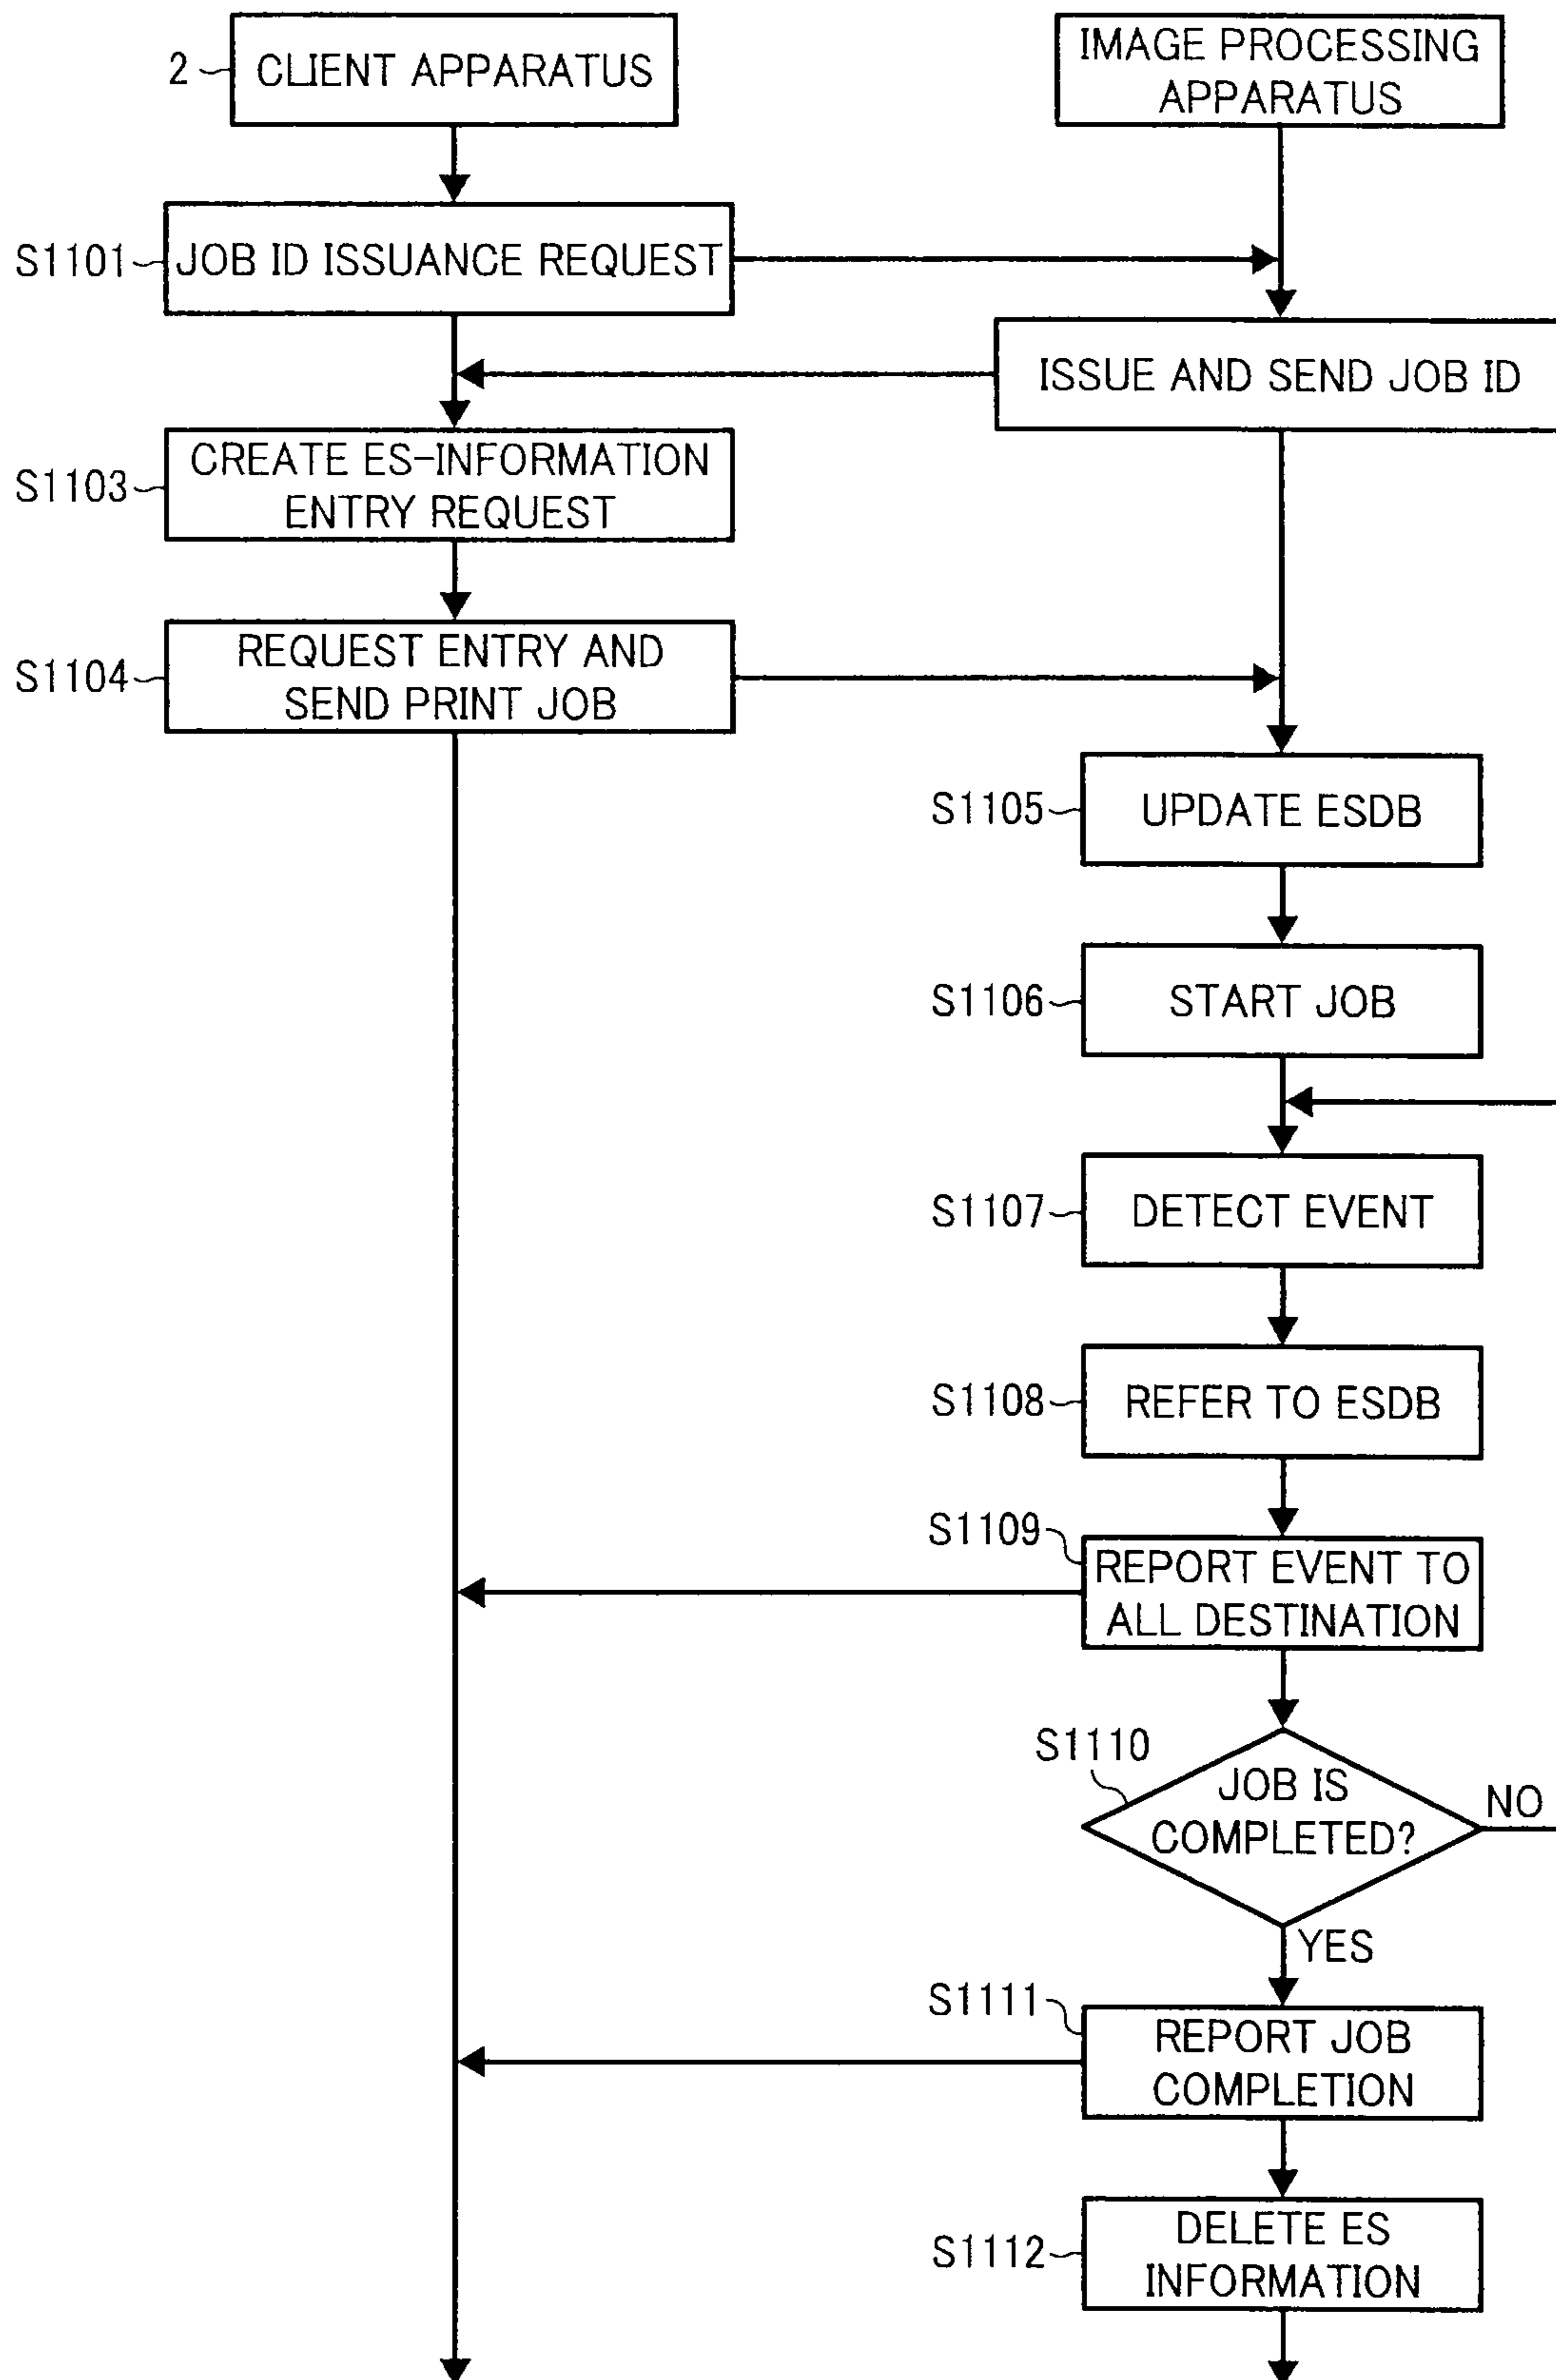 2
CLIENT APPARATUS
IMAGE PROCESSING
APPARATUS
S1101
JOB ID ISSUANCE REQUEST
ISSUE AND SEND JOB ID
S1103
CREATE ES-INFORMATION
ENTRY REQUEST
S1104
REQUEST ENTRY AND
SEND PRINT JOB
S1105
UPDATE ESDB
S1106
START JOB
S1107
DETECT EVENT
S1108
REFER TO ESDB
S1109
REPORT EVENT TO
ALL DESTINATION
S1110
JOB IS
COMPLETED?
NO
YES
S1111
REPORT JOB
COMPLETION
S1112
DELETE ES
INFORMATION